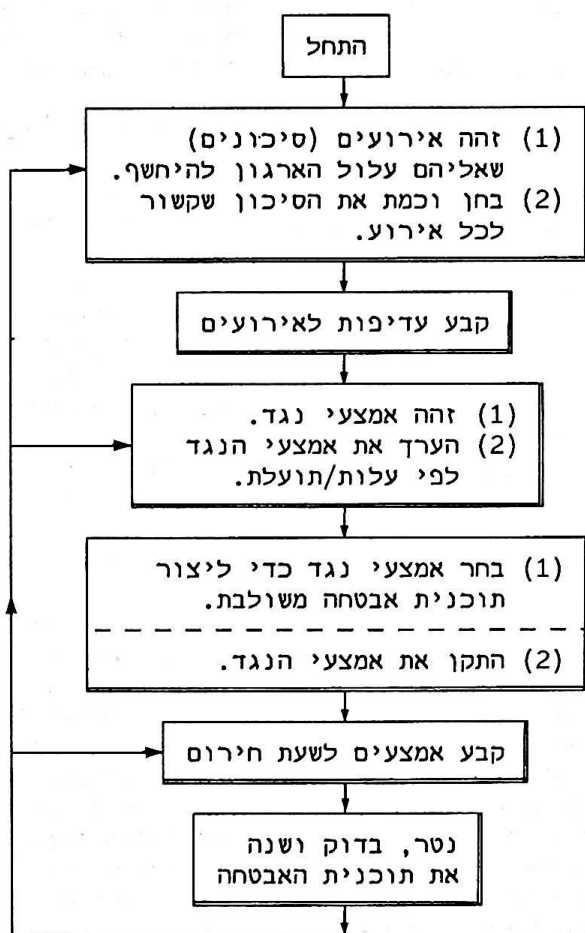 התחל
(1) זהה אירועים (סיכונים)
שאליהם עלול הארגון להיחשף.
(2) בחן וכמת את הסיכון שקשור
לכל אירוע.
קבע עדיפות לאירועים
(1) זהה אמצעי נגד.
(2) הערך את אמצעי הנגד
לפי עלות/תועלת.
(1) בחר אמצעי נגד כדי ליצור
תוכנית אבטחה משולבת.
(2) התקן את אמצעי הנגד.
קבע אמצעים לשעת חירום
נטר, בדוק ושנה
את תוכנית האבטחה